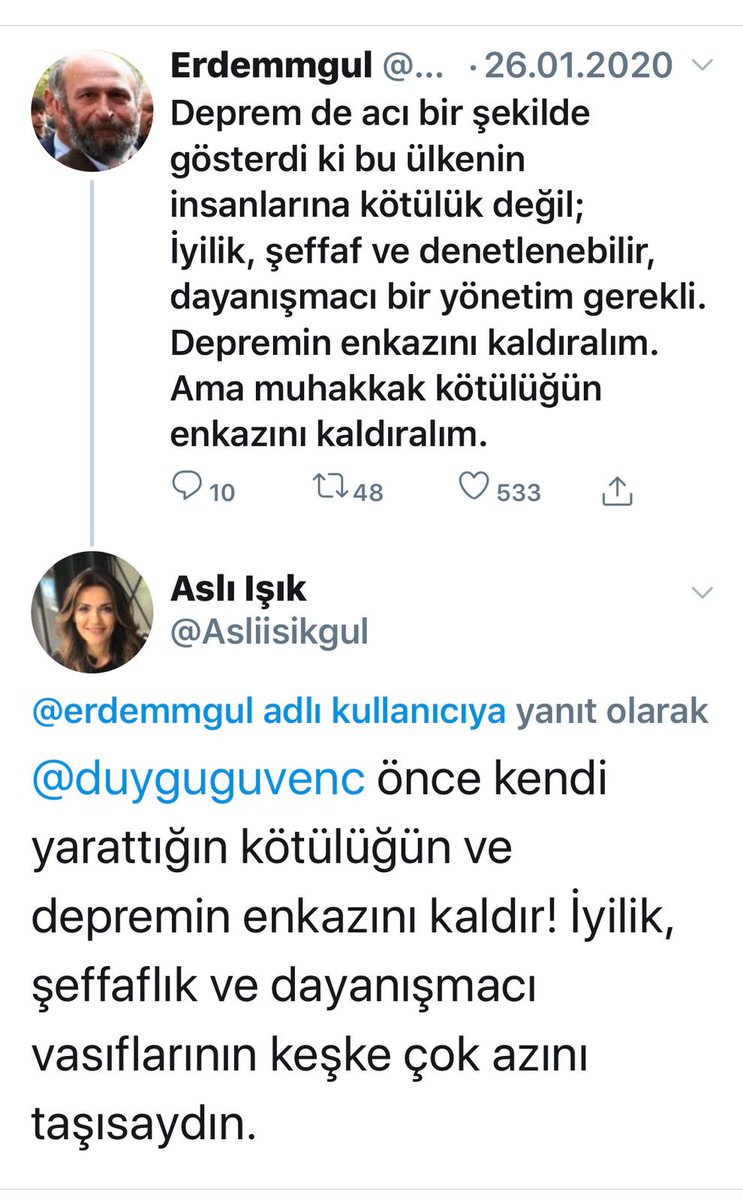 Erdemmgul @... · 26.01.2020
Deprem de acı bir şekilde
gösterdi ki bu ülkenin
insanlarına kötülük değil;
İyilik, şeffaf ve denetlenebilir,
dayanışmacı bir yönetim gerekli.
Depremin enkazını kaldıralım.
Ama muhakkak kötülüğün
enkazını kaldıralım.
10 48 533
Aslı Işık
@Asliisikgul
@erdemmgul adlı kullanıcıya yanıt olarak
@duyguguvenc önce kendi
yarattığın kötülüğün ve
depremin enkazını kaldır! İyilik,
şeffaflık ve dayanışmacı
vasıflarının keşke çok azını
taşısaydın.